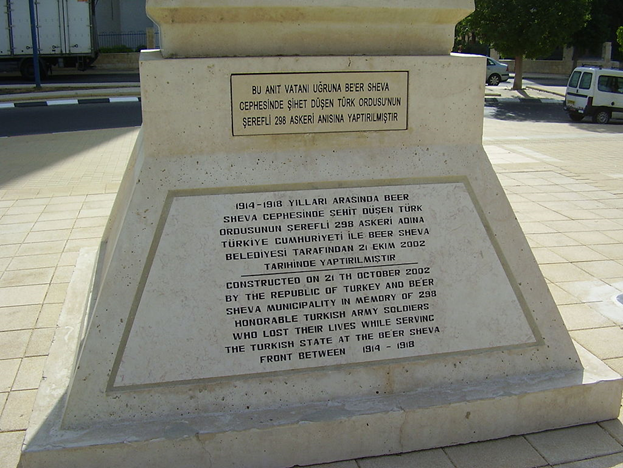 BU ANIT VATANI UĞRUNA BE'ER SHEVA
CEPHESİNDE ŞİHET DÜŞEN TÜRK ORDUSU'NUN
ŞEREFLİ 298 ASKERİ ANISINA YAPTIRILMIŞTIR
1914-1918 YILLARI ARASINDA BEER
SHEVA CEPHESİNDE ŞEHİT DÜŞEN TÜRK
ORDUSUNUN ŞEREFLİ 298 ASKERİ ADINA
TÜRKİYE CUMHURİYETİ İLE BEER SHEVA
BELEDİYESİ TARAFINDAN 21 EKIM 2002
TARİHİNDE YAPTIRILMIŞTIR
CONSTRUCTED ON 21 TH OCTOBER 2002
BY THE REPUBLIC OF TURKEY AND BEER
SHEVA MUNICIPALITY IN MEMORY OF 298
HONORABLE TURKISH ARMY SOLDIERS
WHO LOST THEIR LIVES WHILE SERVING
THE TURKISH STATE AT THE BEER SHEVA
FRONT BETWEEN 1914 - 1918